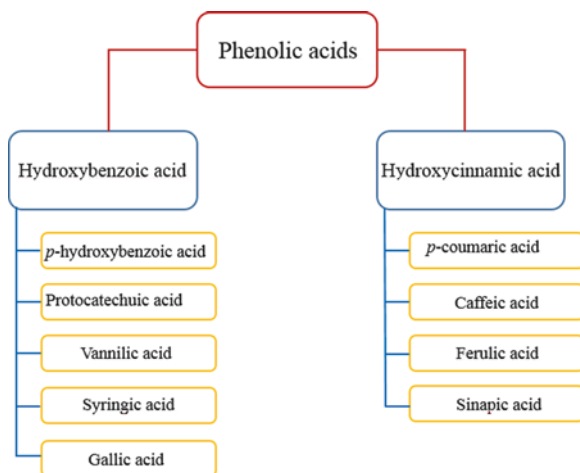 Phenolic acids
Hydroxybenzoic acid
p-hydroxybenzoic acid
Protocatechuic acid
Vannilic acid
Syringic acid
Gallic acid
Hydroxycinnamic acid
p-coumaric acid
Caffeic acid
Ferulic acid
Sinapic acid